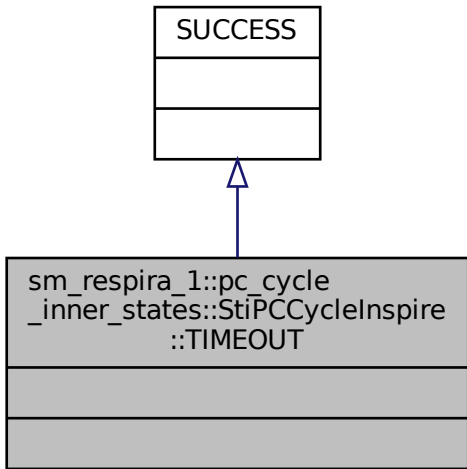 SUCCESS
sm_respira_1::pc_cycle
_inner_states::StiPCCycleInspire
::TIMEOUT